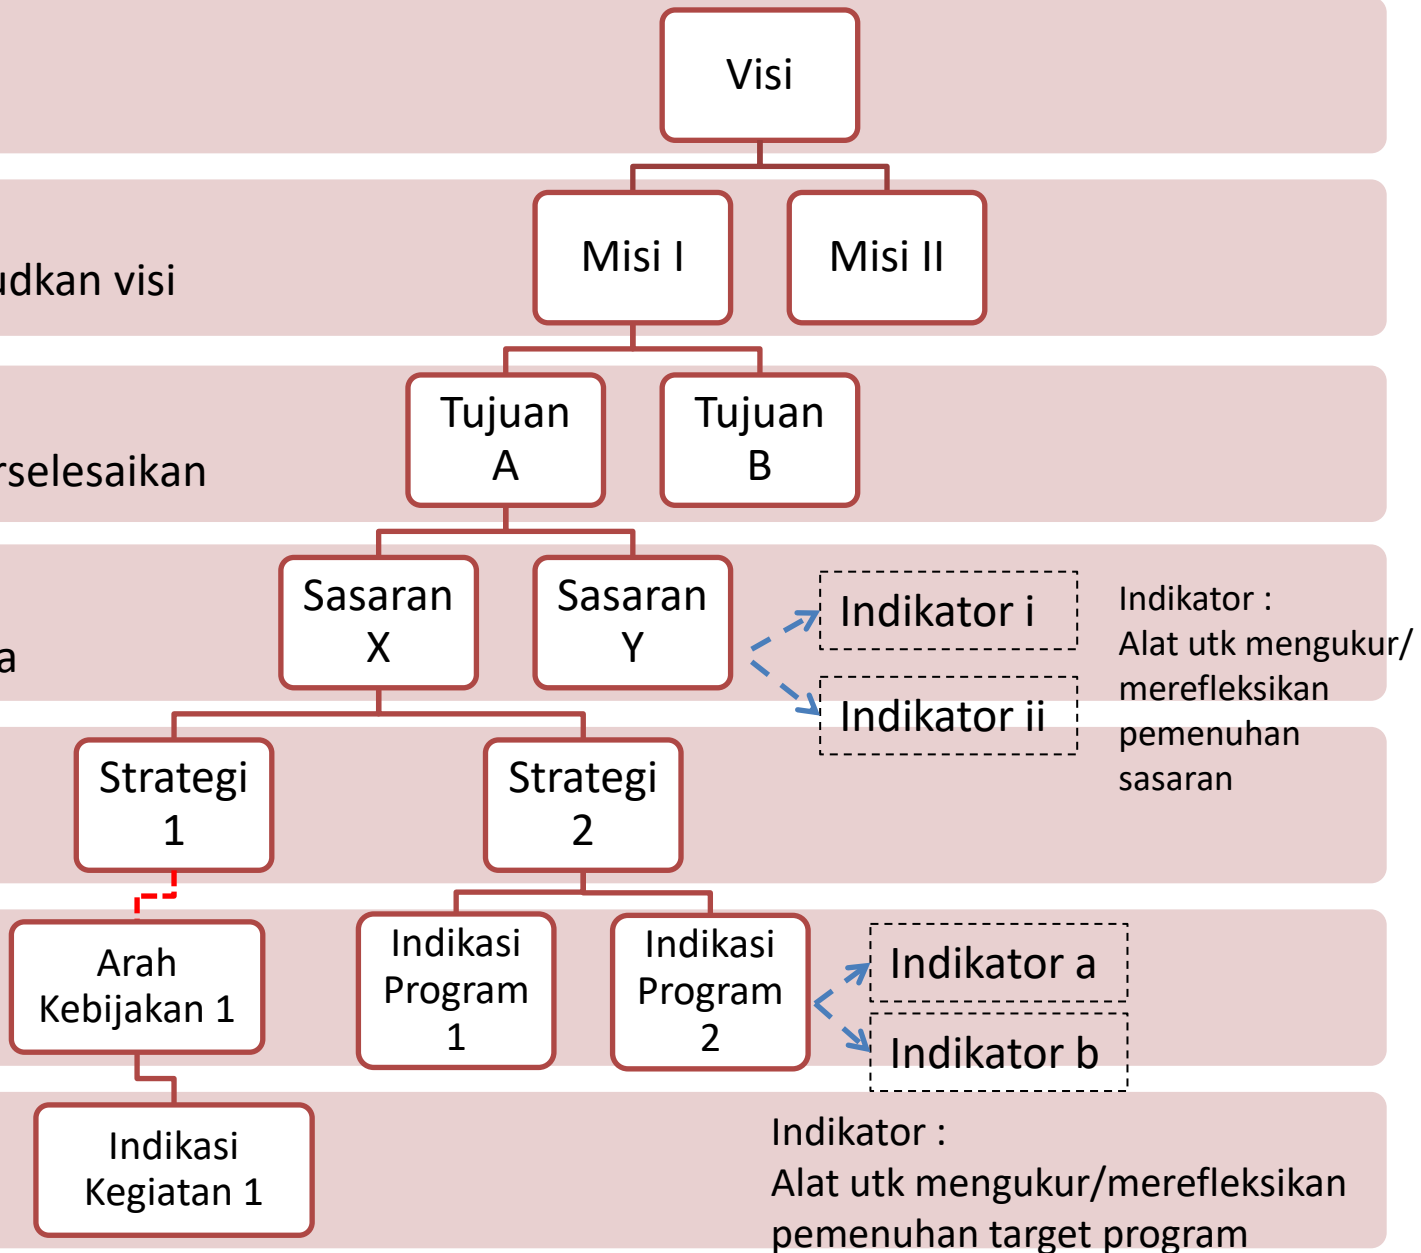 Visi
Misi I
Misi II
udkan visi
Tujuan
A
Tujuan
B
rselesaikan
Sasaran
X
Sasaran
Y
Indikator i
Indikator ii
Indikator :
Alat utk mengukur/
merefleksikan
pemenuhan
sasaran
a
Strategi
1
Strategi
2
Arah
Kebijakan 1
Indikasi
Program
1
Indikasi
Program
2
Indikator a
Indikator b
Indikasi
Kegiatan 1
Indikator :
Alat utk mengukur/merefleksikan
pemenuhan target program